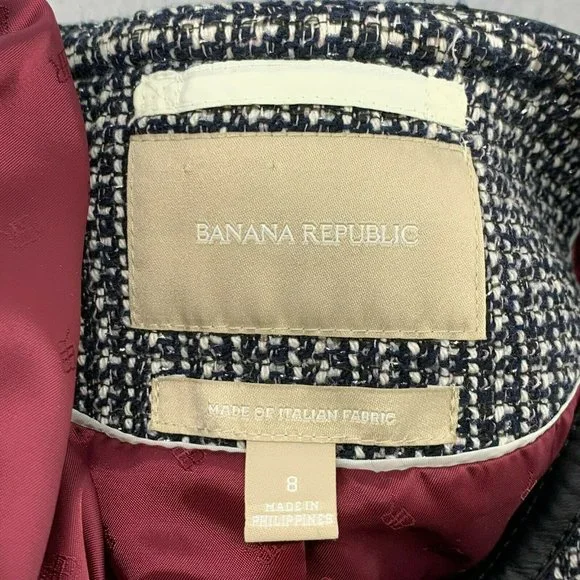 BANANA REPUBLIC
MADE OF ITALIAN FABRIC
8
MADE IN
PHILIPPINES